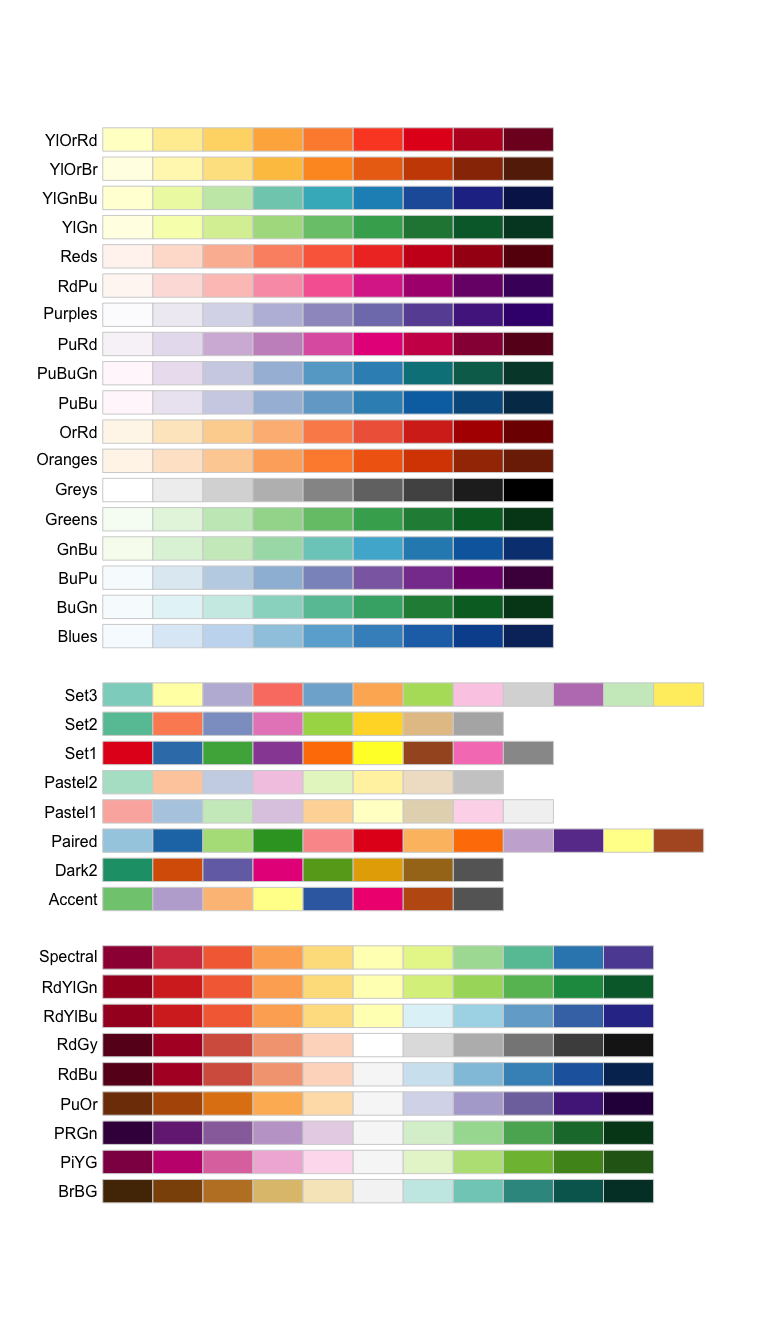 YlOrRd
YlOrBr
YlGnBu
YlGn
Reds
RdPu
Purples
PuRd
PuBuGn
PuBu
OrRd
Oranges
Greys
Greens
GnBu
BuPu
BuGn
Blues
Set3
Set2
Set1
Pastel2
Pastel1
Paired
Dark2
Accent
Spectral
RdYlGn
RdYlBu
RdGy
RdBu
PuOr
PRGn
PiYG
BrBG